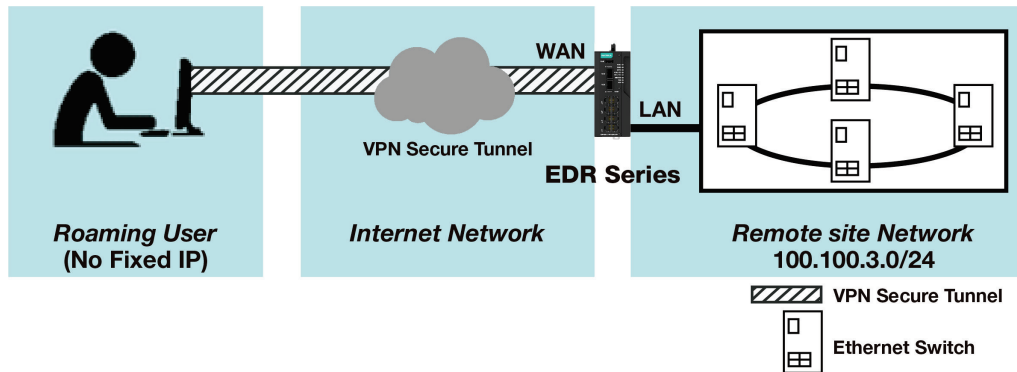 WAN
LAN
VPN Secure Tunnel
EDR Series
Roaming User
(No Fixed IP)
Internet Network
Remote site Network
100.100.3.0/24
VPN Secure Tunnel
Ethernet Switch